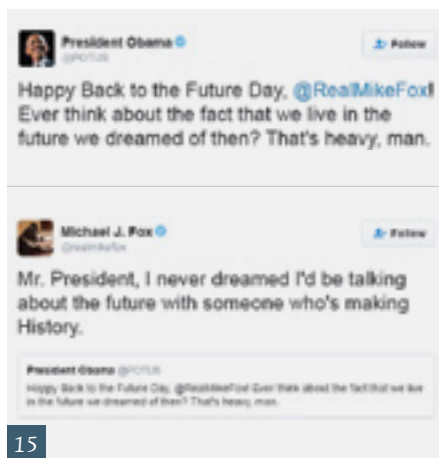 President Obama
@POTUS
Follow
Happy Back to the Future Day, @RealMikeFox!
Ever think about the fact that we live in the
future we dreamed of then? That's heavy, man.
Michael J. Fox
@realmikefox
Follow
Mr. President, I never dreamed I'd be talking
about the future with someone who's making
History.
President Obama @POTUS
Happy Back to the Future Day, @RealMikeFox! Ever think about the fact that we live
in the future we dreamed of then? That's heavy, man.
15